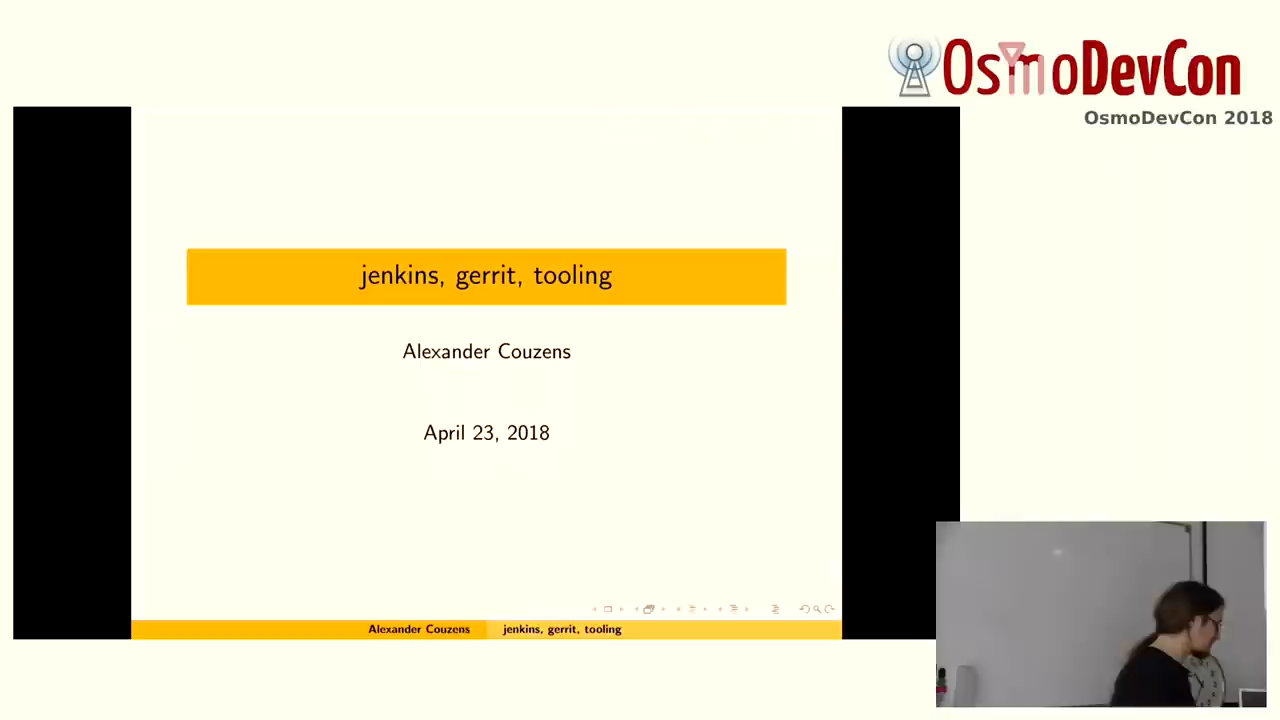 OsmoDevCon
OsmoDevCon 2018
jenkins, gerrit, tooling
Alexander Couzens
April 23, 2018
Alexander Couzens
jenkins, gerrit, tooling